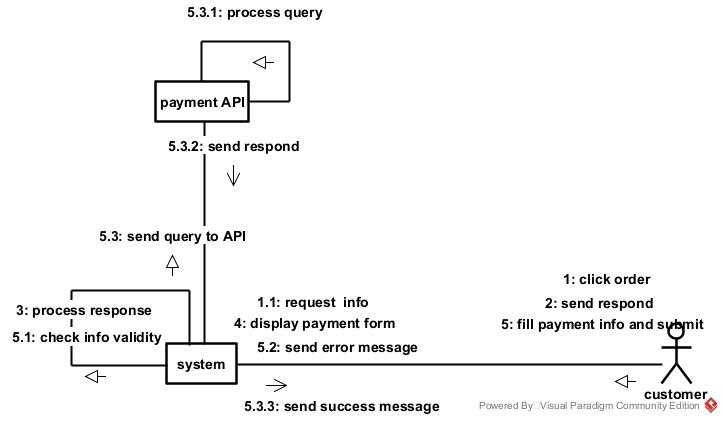 5.3.1: process query
payment API
5.3.2: send respond
5.3: send query to API
1: click order
1.1: request info
2: send respond
3: process response
4: display payment form
5: fill payment info and submit
5.1: check info validity
5.2: send error message
system
customer
5.3.3: send success message
Powered By Visual Paradigm Community Edition